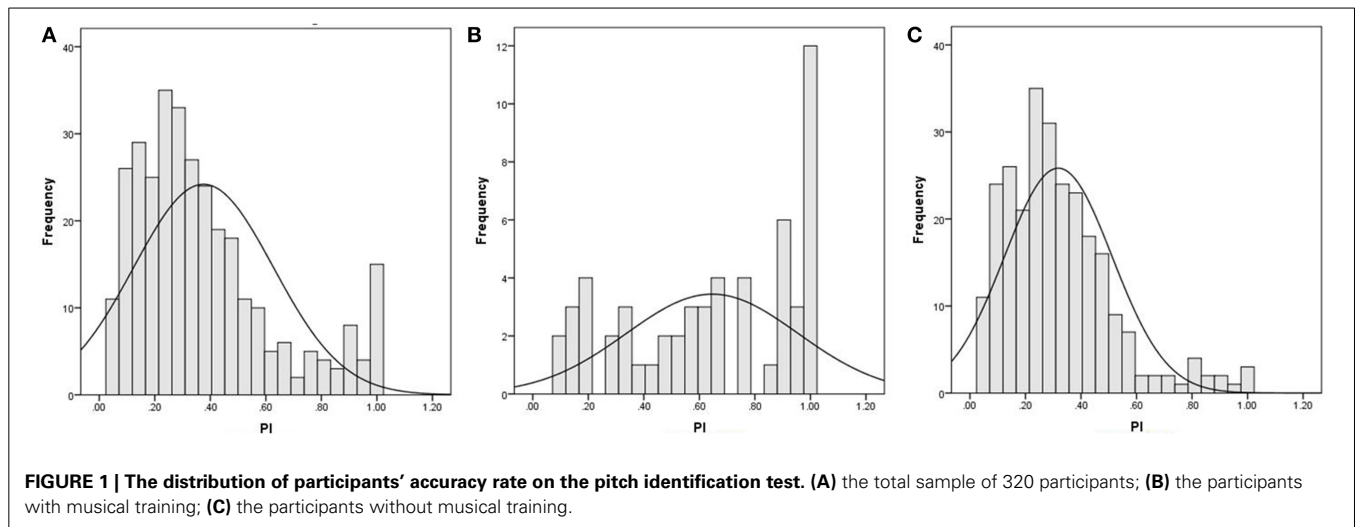 A
B
C
40
30
20
10
0
Frequency
.00 .20 .40 .60 .80 1.00 1.20
PI
12
10
8
6
4
2
0
Frequency
.00 .20 .40 .60 .80 1.00 1.20
PI
40
30
20
10
0
Frequency
.00 .20 .40 .60 .80 1.00 1.20
PI
FIGURE 1 | The distribution of participants’ accuracy rate on the pitch identification test. (A) the total sample of 320 participants; (B) the participants
with musical training; (C) the participants without musical training.